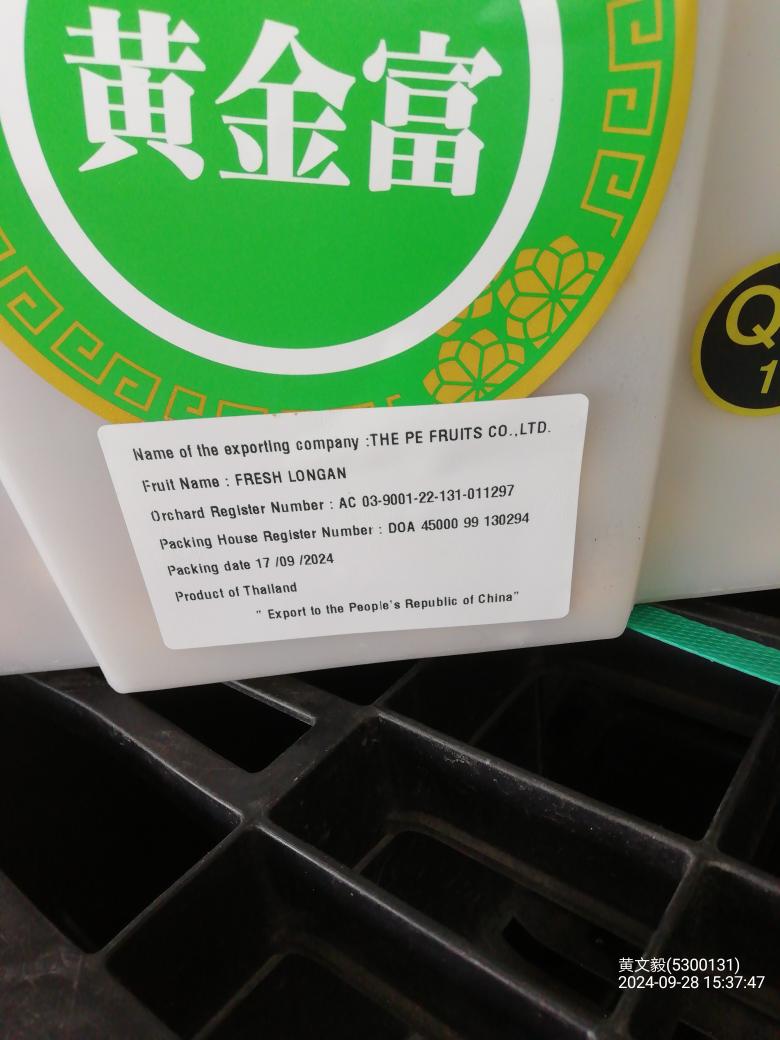 黄金富
Q
1
Name of the exporting company :THE PE FRUITS CO.,LTD.
Fruit Name : FRESH LONGAN
Orchard Register Number : AC 03-9001-22-131-011297
Packing House Register Number : DOA 45000 99 130294
Packing date 17 /09 /2024
Product of Thailand
" Export to the People's Republic of China"
黄文毅(5300131)
2024-09-28 15:37:47